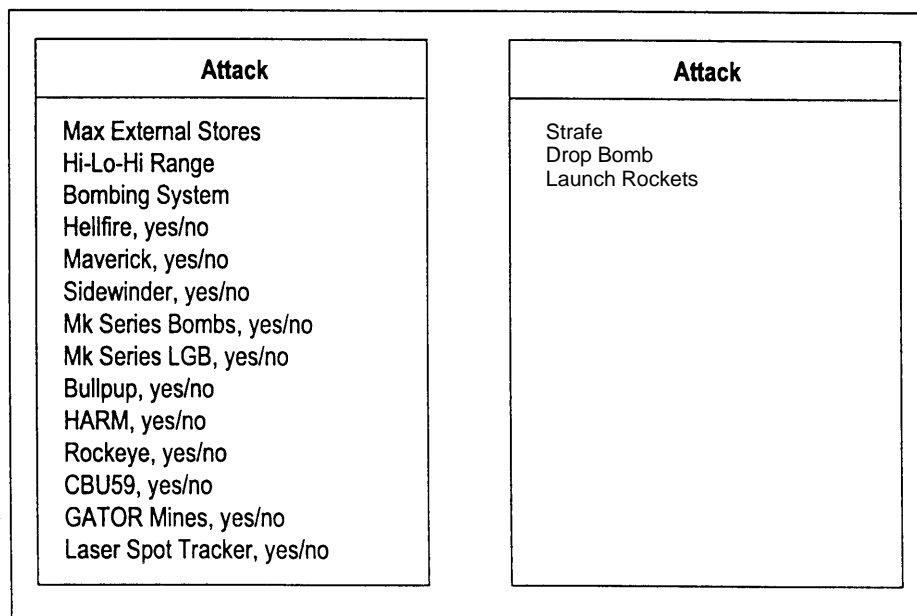 Attack
Max External Stores
Hi-Lo-Hi Range
Bombing System
Hellfire, yes/no
Maverick, yes/no
Sidewinder, yes/no
Mk Series Bombs, yes/no
Mk Series LGB, yes/no
Bullpup, yes/no
HARM, yes/no
Rockeye, yes/no
CBU59, yes/no
GATOR Mines, yes/no
Laser Spot Tracker, yes/no
Attack
Strafe
Drop Bomb
Launch Rockets